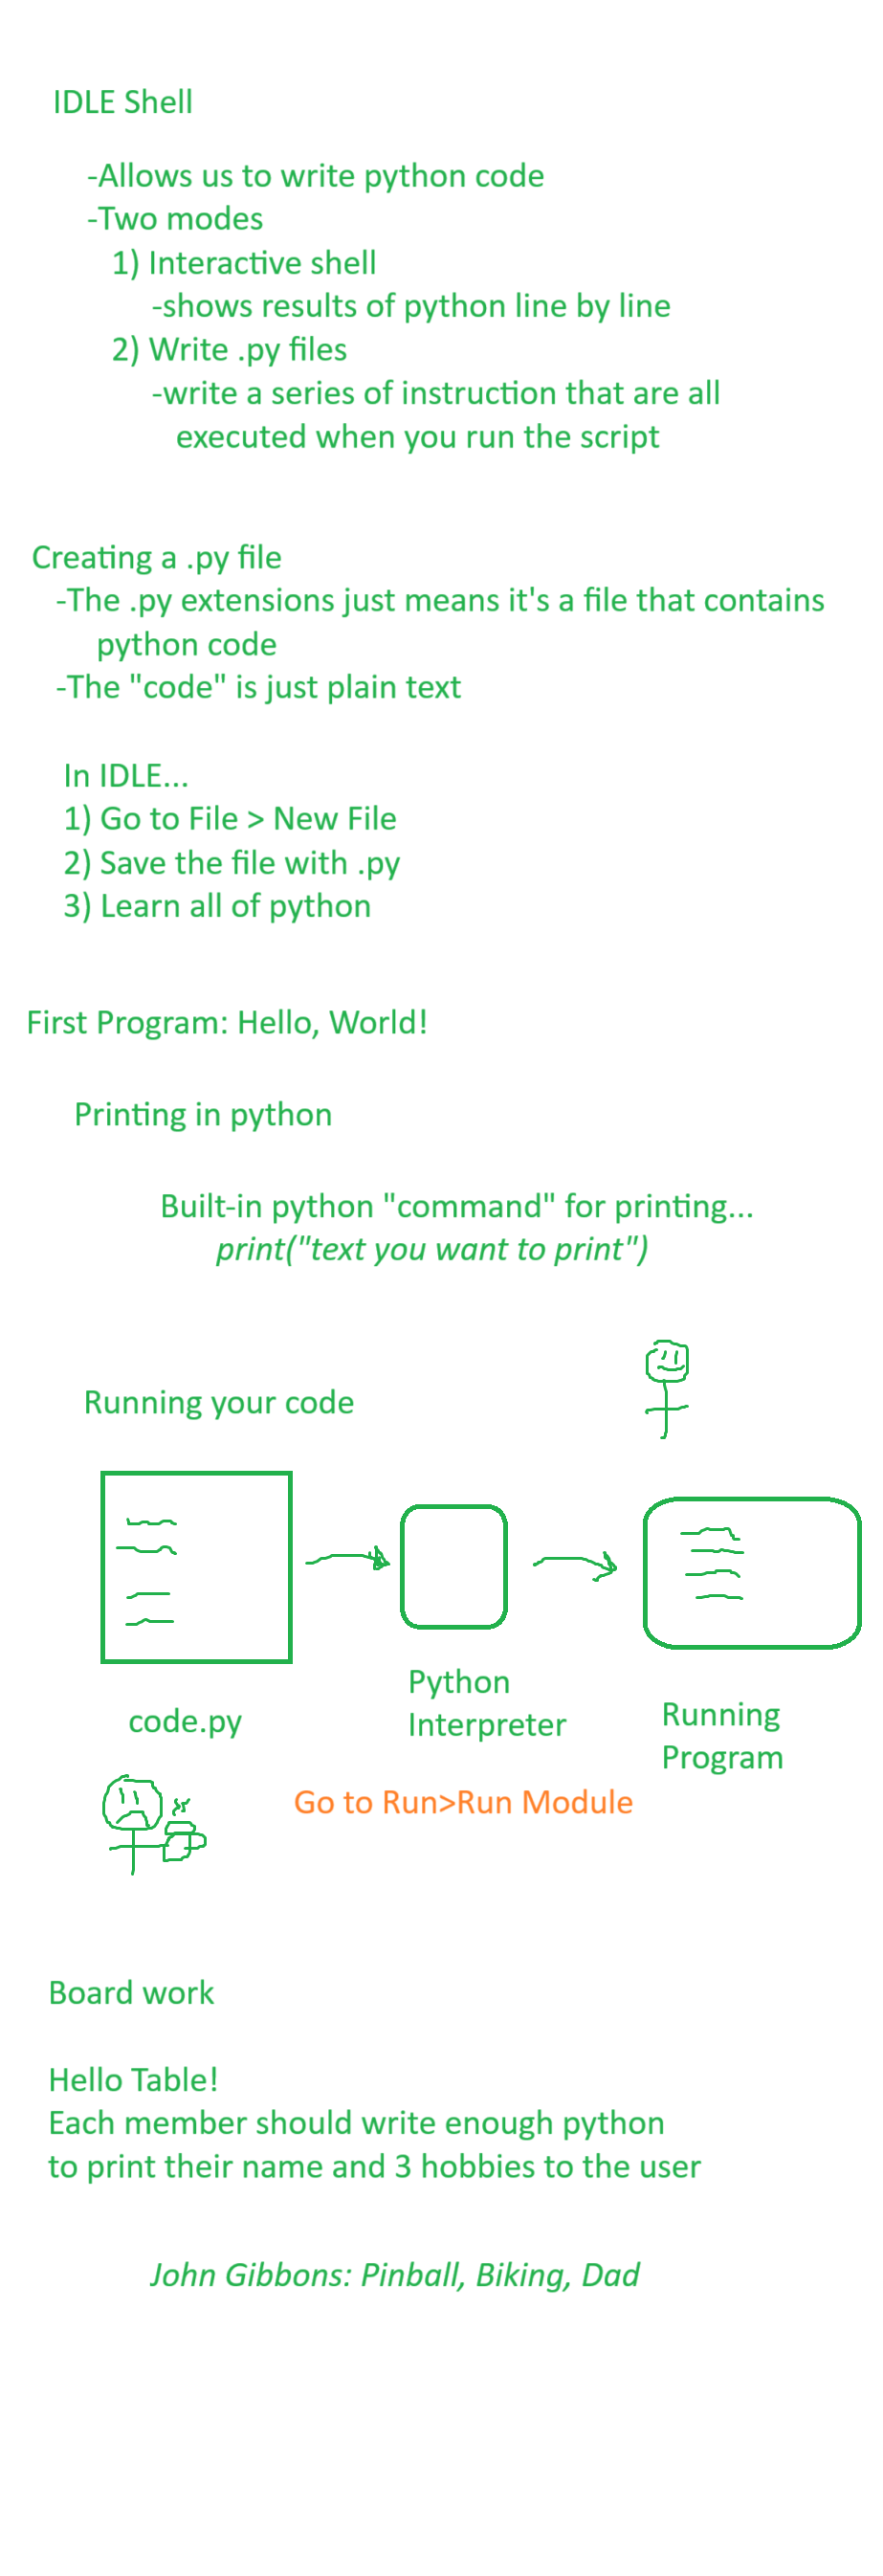 IDLE Shell
-Allows us to write python code
-Two modes
1) Interactive shell
-shows results of python line by line
2) Write .py files
-write a series of instruction that are all
executed when you run the script
Creating a .py file
-The .py extensions just means it's a file that contains
python code
-The "code" is just plain text
In IDLE...
1) Go to File > New File
2) Save the file with .py
3) Learn all of python
First Program: Hello, World!
Printing in python
Built-in python "command" for printing...
print("text you want to print")
Running your code
code.py
Python
Interpreter
Running
Program
Go to Run>Run Module
Board work
Hello Table!
Each member should write enough python
to print their name and 3 hobbies to the user
John Gibbons: Pinball, Biking, Dad